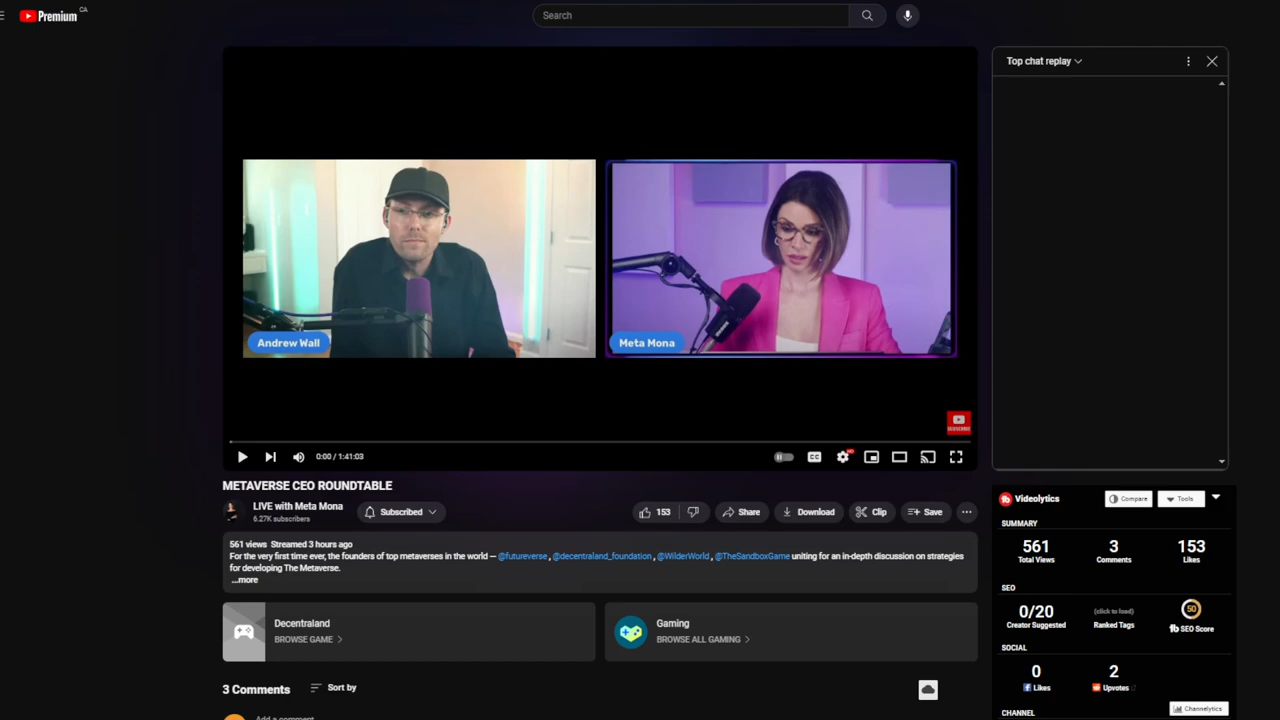 Premium CA
Search
Top chat replay
Andrew Wall
Meta Mona
SUBSCRIBE
0:00 / 1:41:03
CC
METAVERSE CEO ROUNDTABLE
LIVE with Meta Mona
6.27K subscribers
Subscribed
153
Share
Download
Clip
Save
561 views Streamed 3 hours ago
For the very first time ever, the founders of top metaverses in the world — @futureverse , @decentraland_foundation , @WilderWorld , @TheSandboxGame uniting for an in-depth discussion on strategies
for developing The Metaverse.
...more
Decentraland
BROWSE GAME
Gaming
BROWSE ALL GAMING
3 Comments
Sort by
Add a comment...
Videolytics
Compare
Tools
SUMMARY
561 3 153
Total Views Comments Likes
SEO
0/20 (click to load) 50
Creator Suggested Ranked Tags tb SEO Score
SOCIAL
0 2
Likes Upvotes
CHANNEL
Channelytics